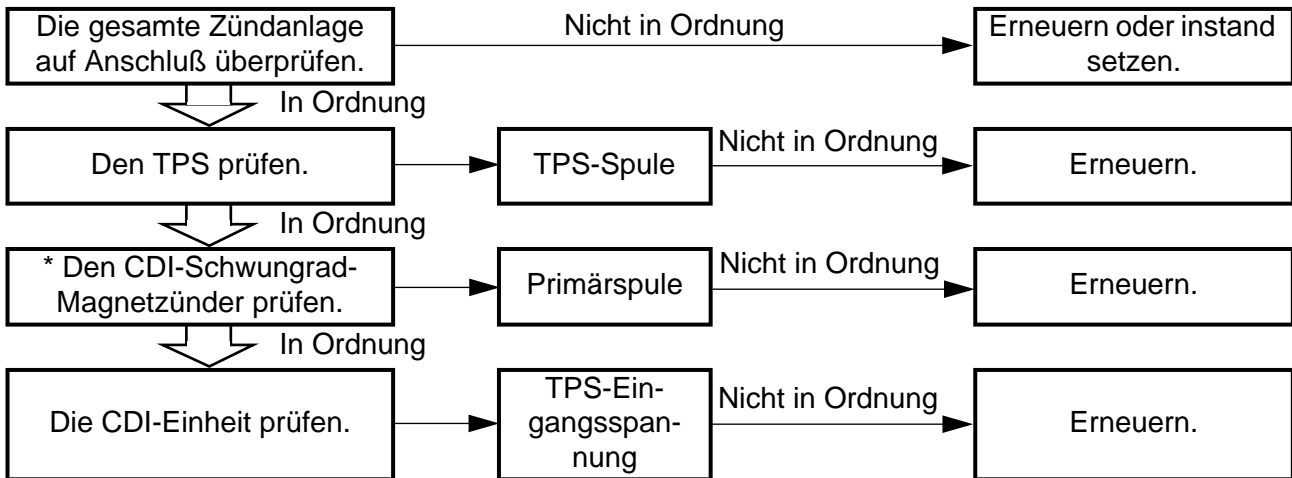 Die gesamte Zündanlage
auf Anschluß überprüfen.
Nicht in Ordnung
Erneuern oder instand
setzen.
In Ordnung
Den TPS prüfen.
TPS-Spule
Nicht in Ordnung
Erneuern.
In Ordnung
* Den CDI-Schwungrad-
Magnetzünder prüfen.
Primärspule
Nicht in Ordnung
Erneuern.
In Ordnung
Die CDI-Einheit prüfen.
TPS-Ein-
gangsspan-
nung
Nicht in Ordnung
Erneuern.